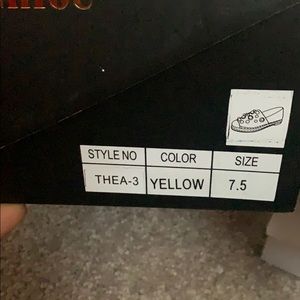 STYLE NO COLOR SIZE
THEA-3 YELLOW 7.5